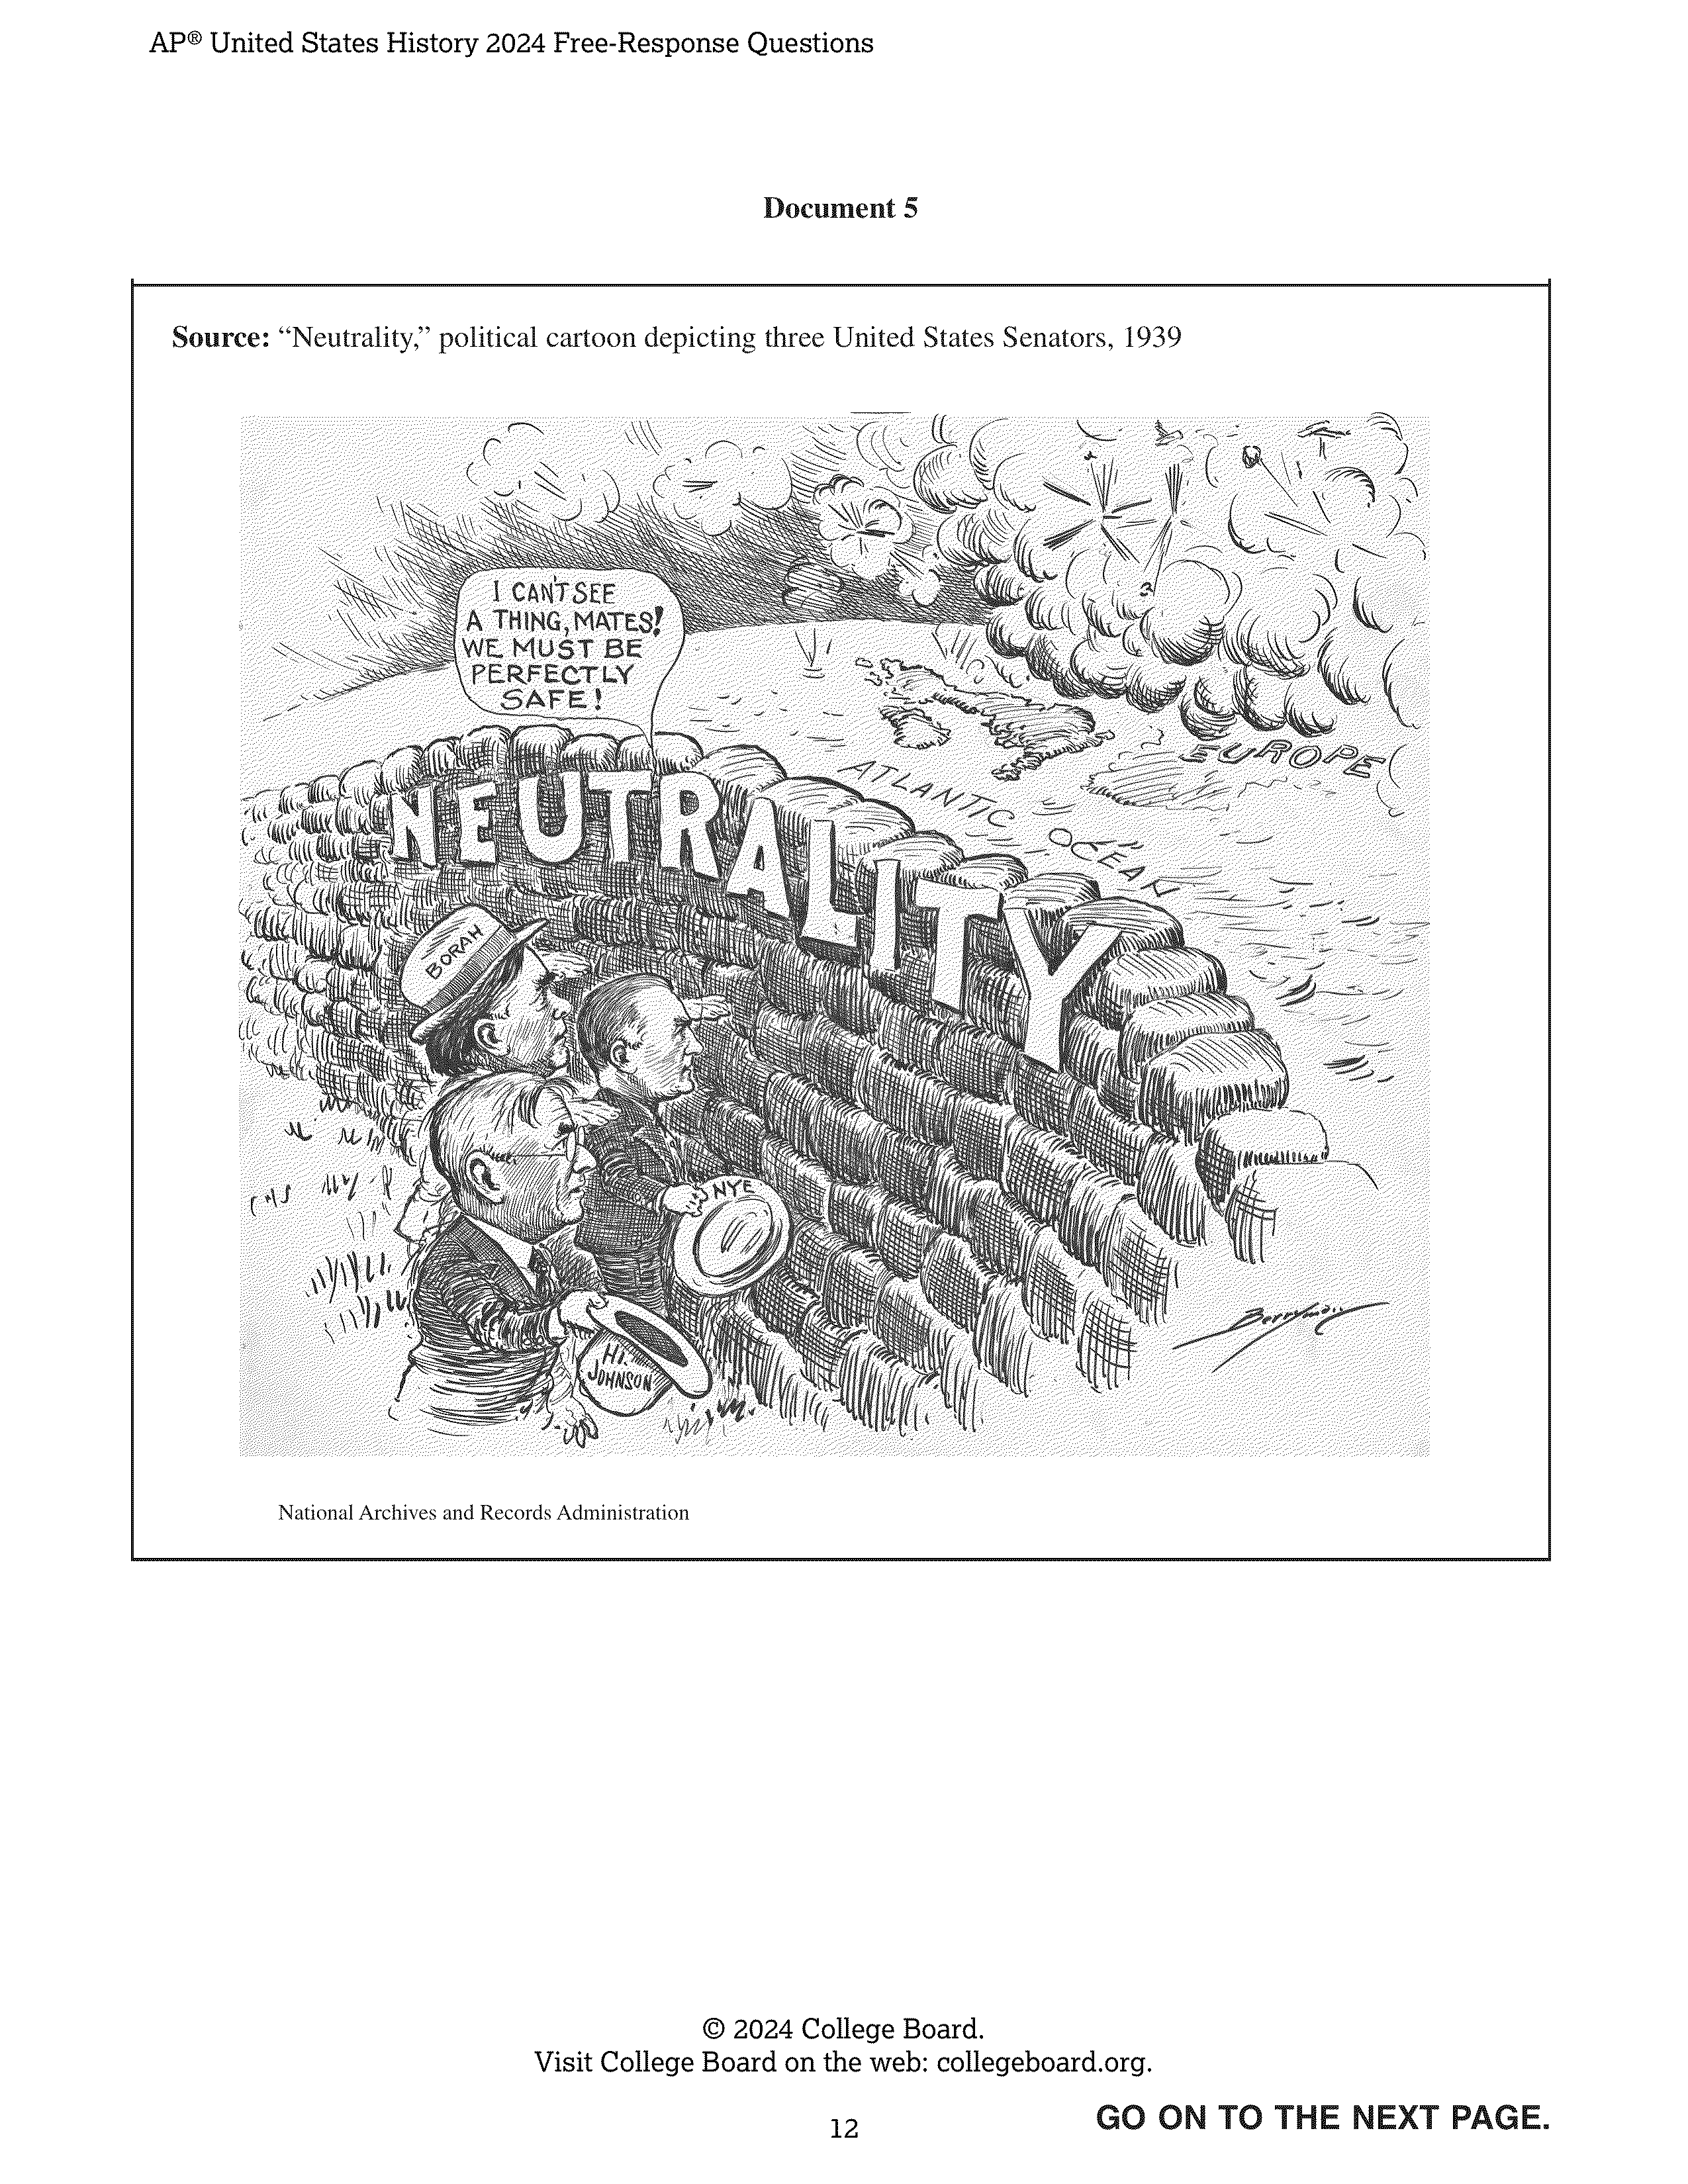 AP® United States History 2024 Free-Response Questions
Document 5
Source: “Neutrality,” political cartoon depicting three United States Senators, 1939
I CAN'T SEE
A THING, MATES!
WE MUST BE
PERFECTLY
SAFE!
EUROPE
ATLANTIC OCEAN
NEUTRALITY
BORAH
NYE
HI.
JOHNSON
Berryman
National Archives and Records Administration
© 2024 College Board.
Visit College Board on the web: collegeboard.org.
GO ON TO THE NEXT PAGE.
12